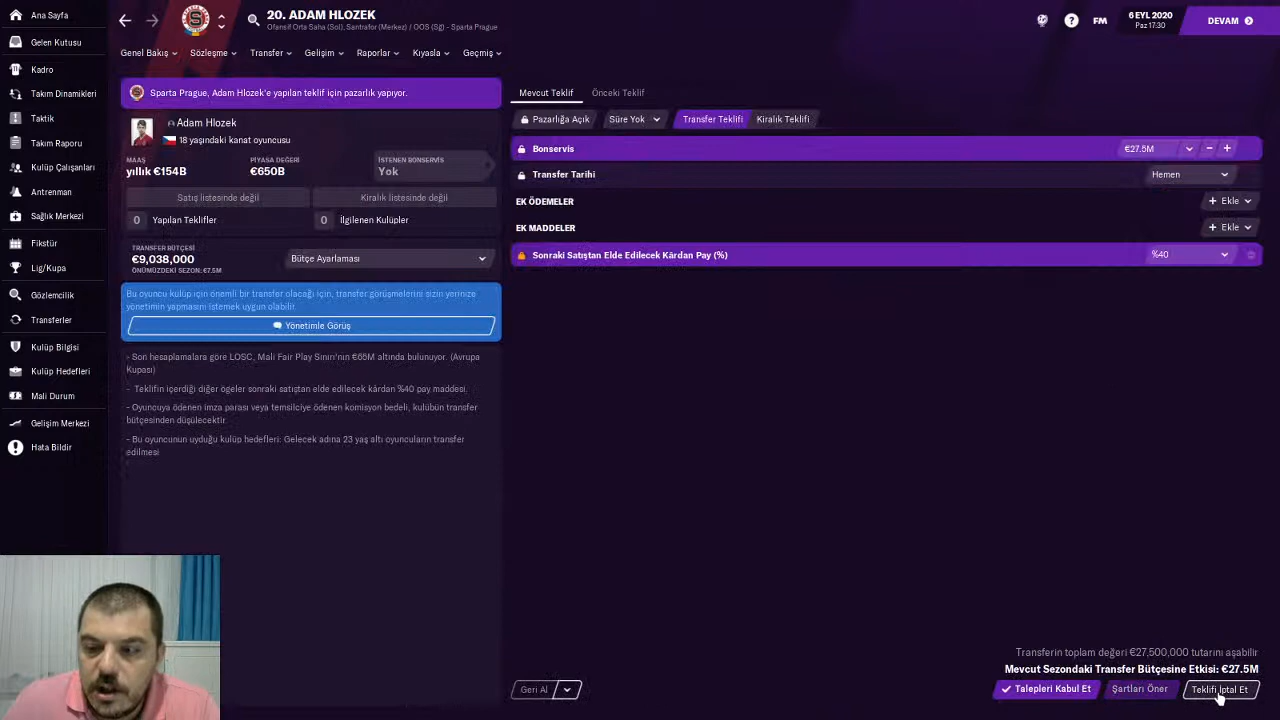 Ana Sayfa
Gelen Kutusu
Kadro
Takım Dinamikleri
Taktik
Takım Raporu
Kulüp Çalışanları
Antrenman
Sağlık Merkezi
Fikstür
Lig/Kupa
Gözlemcilik
Transferler
Kulüp Bilgisi
Kulüp Hedefleri
Mali Durum
Gelişim Merkezi
Hata Bildir
20. ADAM HLOZEK
Ofansif Orta Saha (Sol), Santrafor (Merkez) / OOS (Sğ) - Sparta Prague
FM
6 EYL 2020
Paz 17:30
DEVAM
Genel Bakış
Sözleşme
Transfer
Gelişim
Raporlar
Kıyasla
Geçmiş
Sparta Prague, Adam Hlozek'e yapılan teklif için pazarlık yapıyor.
Adam Hlozek
18 yaşındaki kanat oyuncusu
MAAŞ
yıllık €154B
PİYASA DEĞERİ
€650B
İSTENEN BONSERVİS
Yok
Satış listesinde değil
Kiralık listesinde değil
0 Yapılan Teklifler
0 İlgilenen Kulüpler
TRANSFER BÜTÇESİ
€9,038,000
ÖNÜMÜZDEKİ SEZON: €7.5M
Bütçe Ayarlaması
Bu oyuncu kulüp için önemli bir transfer olacağı için, transfer görüşmelerini sizin yerinize
yönetimin yapmasını istemek uygun olabilir.
Yönetimle Görüş
- Son hesaplamalara göre LOSC, Mali Fair Play Sınırı'nın €65M altında bulunuyor. (Avrupa
Kupası)
- Teklifin içerdiği diğer ögeler sonraki satıştan elde edilecek kârdan %40 pay maddesi.
- Oyuncuya ödenen imza parası veya temsilciye ödenen komisyon bedeli, kulübün transfer
bütçesinden düşülecektir.
- Bu oyuncunun uyduğu kulüp hedefleri: Gelecek adına 23 yaş altı oyuncuların transfer
edilmesi
Mevcut Teklif
Önceki Teklif
Pazarlığa Açık
Süre Yok
Transfer Teklifi
Kiralık Teklifi
Bonservis
€27.5M
Transfer Tarihi
Hemen
EK ÖDEMELER
Ekle
EK MADDELER
Ekle
Sonraki Satıştan Elde Edilecek Kârdan Pay (%)
%40
Transferin toplam değeri €27,500,000 tutarını aşabilir
Mevcut Sezondaki Transfer Bütçesine Etkisi: €27.5M
Geri Al
Talepleri Kabul Et
Şartları Öner
Teklifi İptal Et